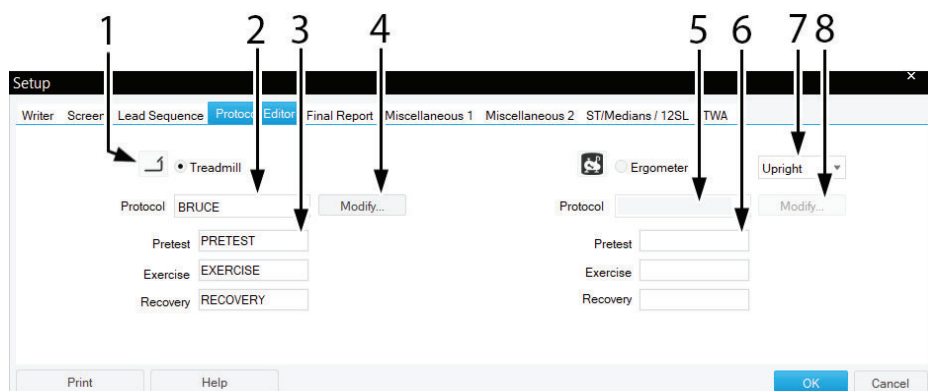 1 2 3 4 5 6 7 8
Setup ×
Writer Screen Lead Sequence Protocol Editor Final Report Miscellaneous 1 Miscellaneous 2 ST/Medians / 12SL TWA
Treadmill Ergometer Upright
Protocol BRUCE Modify... Protocol Modify...
Pretest PRETEST Pretest
Exercise EXERCISE Exercise
Recovery RECOVERY Recovery
Print Help OK Cancel